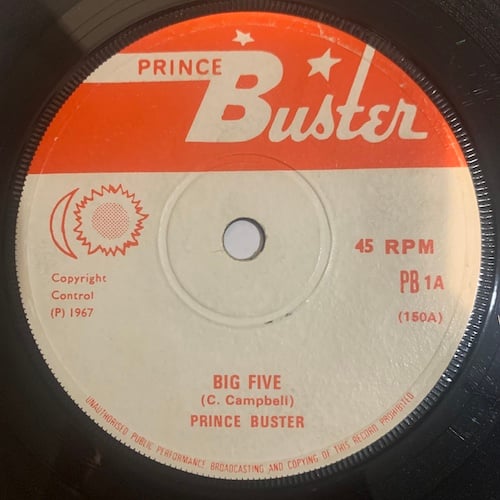 PRINCE
Buster
45 RPM
PB 1A
(150A)
Copyright
Control
(P) 1967
BIG FIVE
(C. Campbell)
PRINCE BUSTER
UNAUTHORISED PUBLIC PERFORMANCE BROADCASTING AND COPYING OF THIS RECORD PROHIBITED